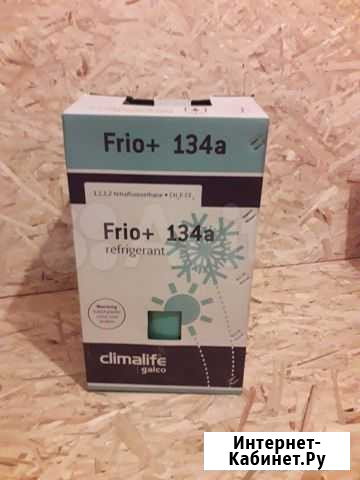 Frio+ 134a
1,1,1,2 tetrafluoroethane • CH₂F-CF₃
Frio+ 134a
refrigerant
Warning
climalife
galco
Интернет-
Кабинет.Ру